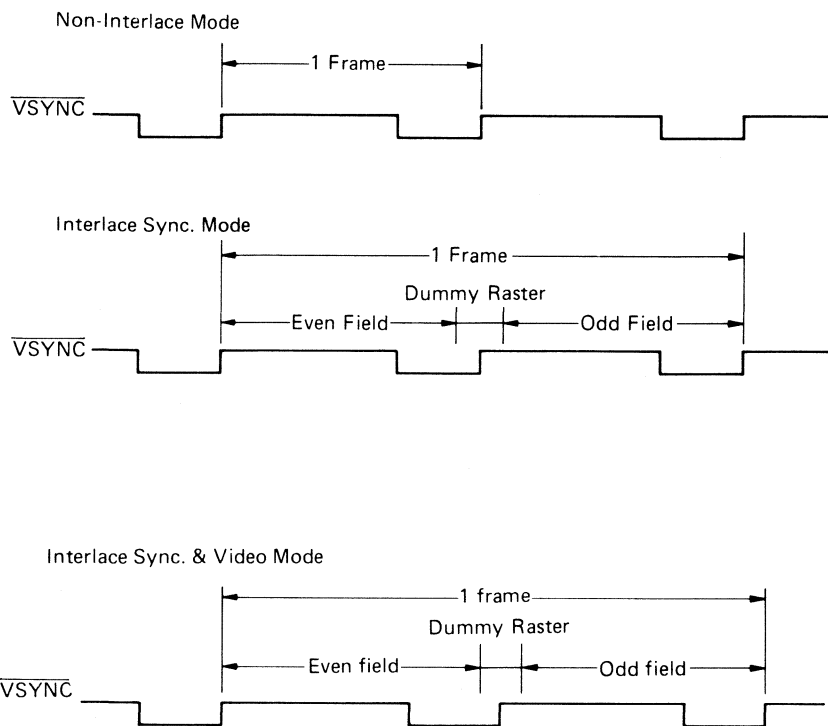 Non-Interlace Mode
1 Frame
VSYNC
Interlace Sync. Mode
1 Frame
Dummy Raster
Even Field
Odd Field
VSYNC
Interlace Sync. & Video Mode
1 frame
Dummy Raster
Even field
Odd field
VSYNC